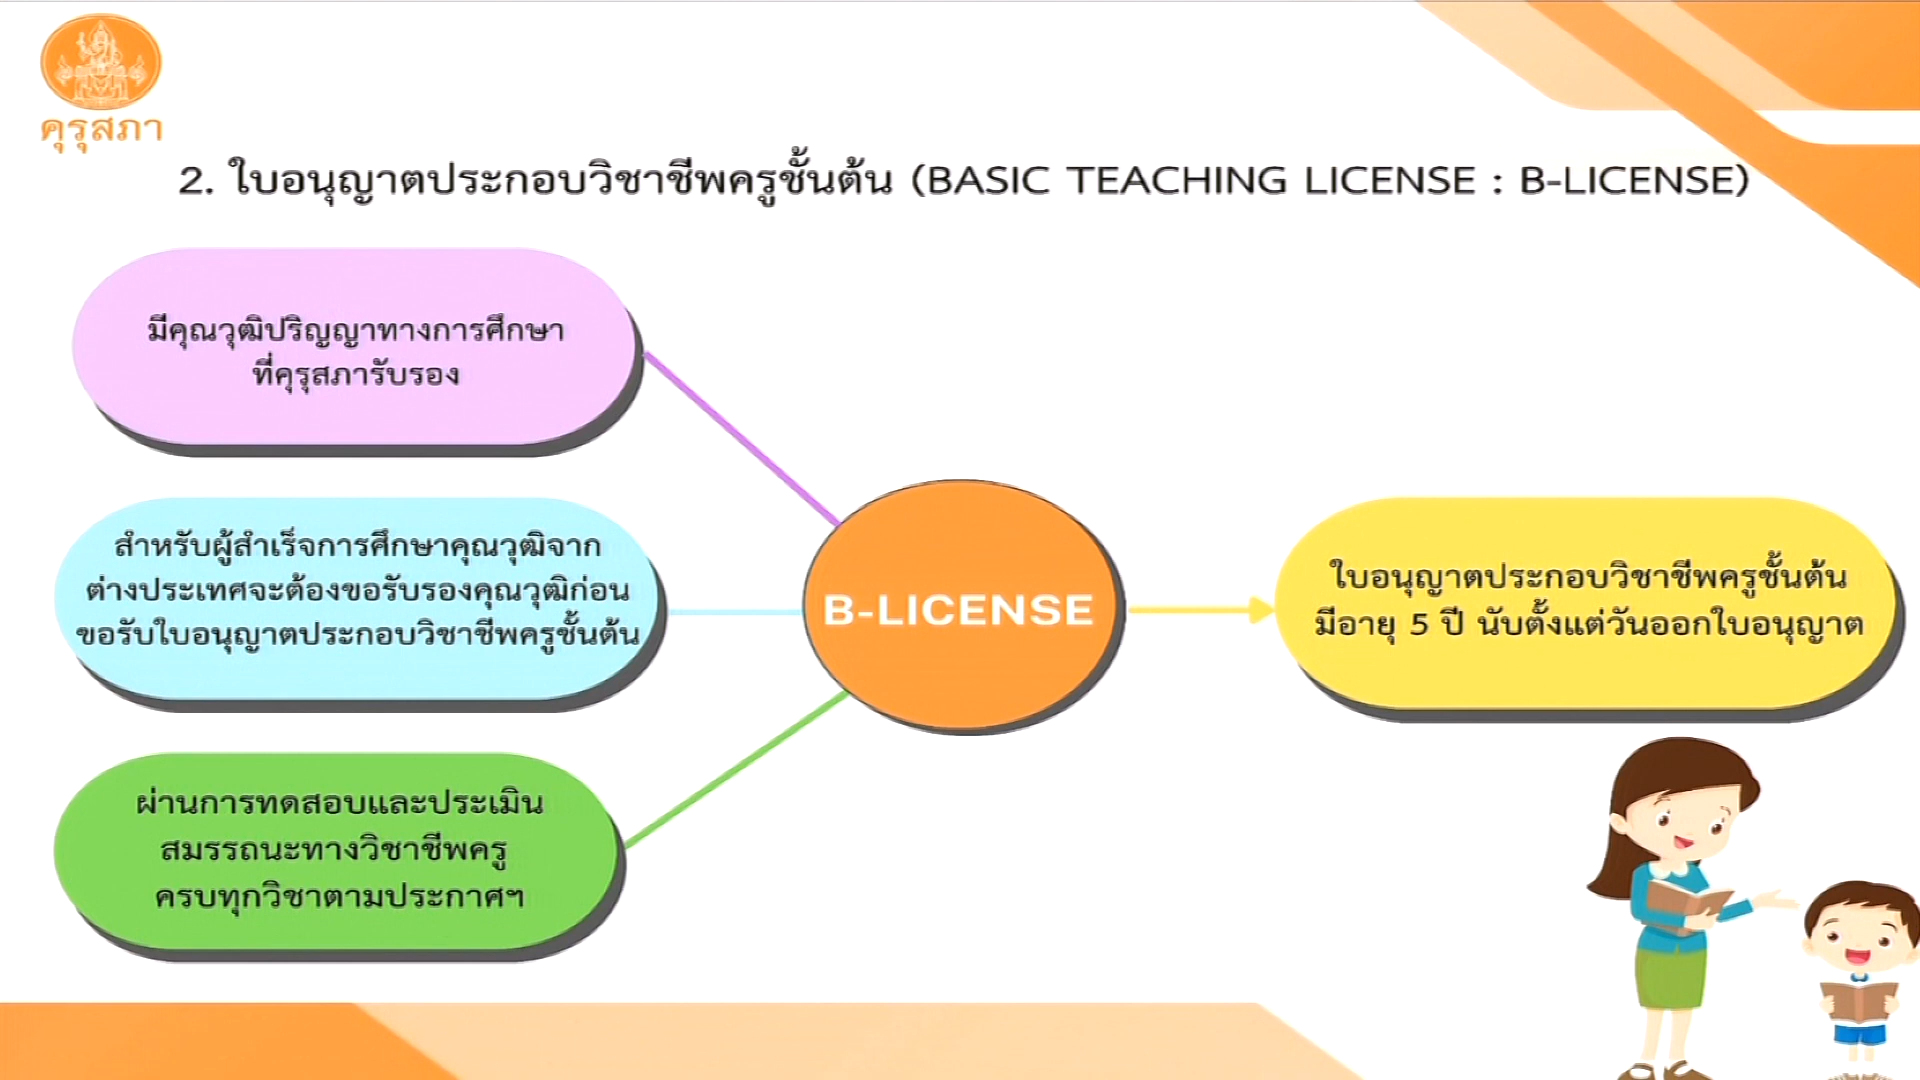 คุรุสภา
2. ใบอนุญาตประกอบวิชาชีพครูชั้นต้น (BASIC TEACHING LICENSE : B-LICENSE)
มีคุณวุฒิปริญญาทางการศึกษา
ที่คุรุสภารับรอง
สำหรับผู้สำเร็จการศึกษาคุณวุฒิจาก
ต่างประเทศจะต้องขอรับรองคุณวุฒิก่อน
ขอรับใบอนุญาตประกอบวิชาชีพครูชั้นต้น
ผ่านการทดสอบและประเมิน
สมรรถนะทางวิชาชีพครู
ครบทุกวิชาตามประกาศฯ
B-LICENSE
ใบอนุญาตประกอบวิชาชีพครูชั้นต้น
มีอายุ 5 ปี นับตั้งแต่วันออกใบอนุญาต